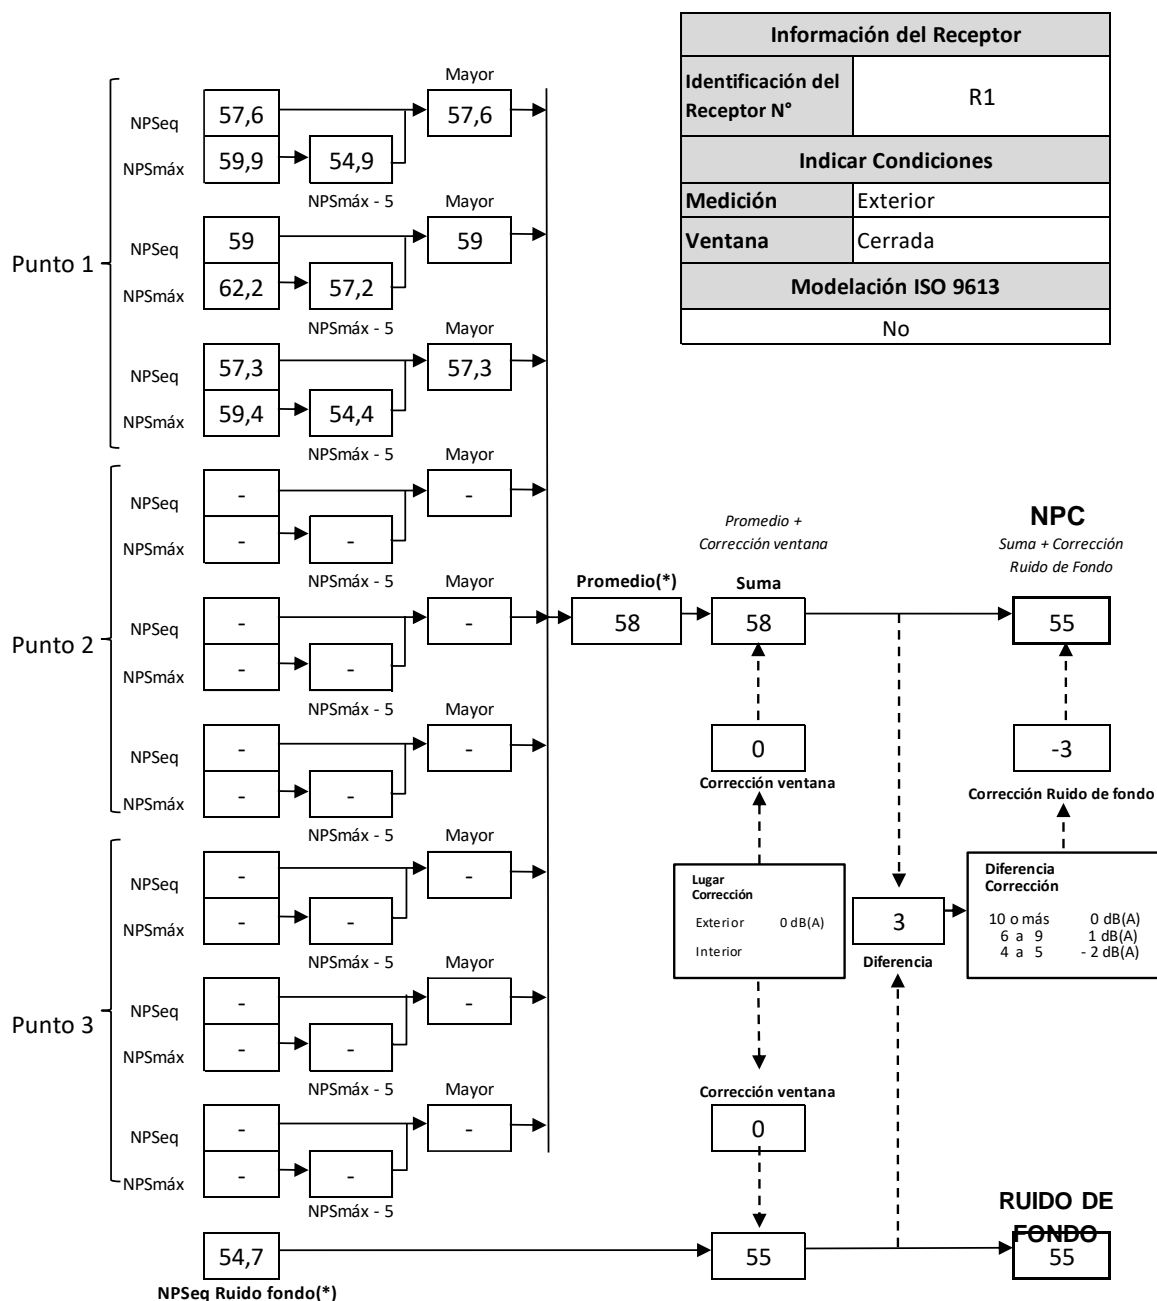 Información del Receptor
Identificación del Receptor N°
R1
Indicar Condiciones
Medición Exterior
Ventana Cerrada
Modelación ISO 9613
No
Punto 1
Mayor
NPSeq 57,6 57,6
NPSmáx 59,9 54,9
NPSmáx - 5
Mayor
NPSeq 59 59
NPSmáx 62,2 57,2
NPSmáx - 5
Mayor
NPSeq 57,3 57,3
NPSmáx 59,4 54,4
NPSmáx - 5
Punto 2
Mayor
NPSeq - -
NPSmáx - -
NPSmáx - 5
Mayor
NPSeq - -
NPSmáx - -
NPSmáx - 5
Mayor
NPSeq - -
NPSmáx - -
NPSmáx - 5
Punto 3
Mayor
NPSeq - -
NPSmáx - -
NPSmáx - 5
Mayor
NPSeq - -
NPSmáx - -
NPSmáx - 5
Mayor
NPSeq - -
NPSmáx - -
NPSmáx - 5
54,7
NPSeq Ruido fondo(*)
Promedio(*)
58
Promedio +
Corrección ventana
Suma
58
0
Corrección ventana
Lugar
Corrección
Exterior 0 dB(A)
Interior
Corrección ventana
0
55
3
Diferencia
NPC
Suma + Corrección
Ruido de Fondo
55
-3
Corrección Ruido de fondo
Diferencia
Corrección
10 o más 0 dB(A)
6 a 9 1 dB(A)
4 a 5 - 2 dB(A)
RUIDO DE
FONDO
55